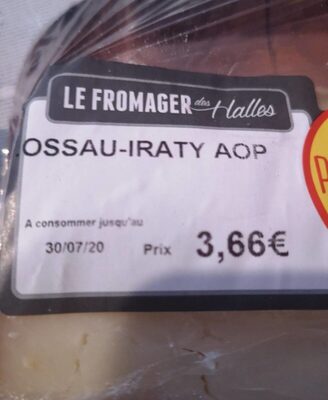 LE FROMAGER des Halles
OSSAU-IRATY AOP
A consommer jusqu'au
30/07/20 Prix 3,66€